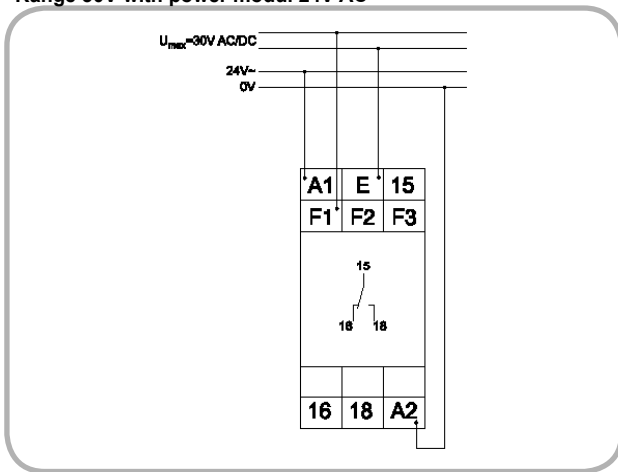 Range 30V with power modul 24V AC
Umax=30V AC/DC
24V~
0V
A1 E 15
F1 F2 F3
15
16 18
16 18 A2